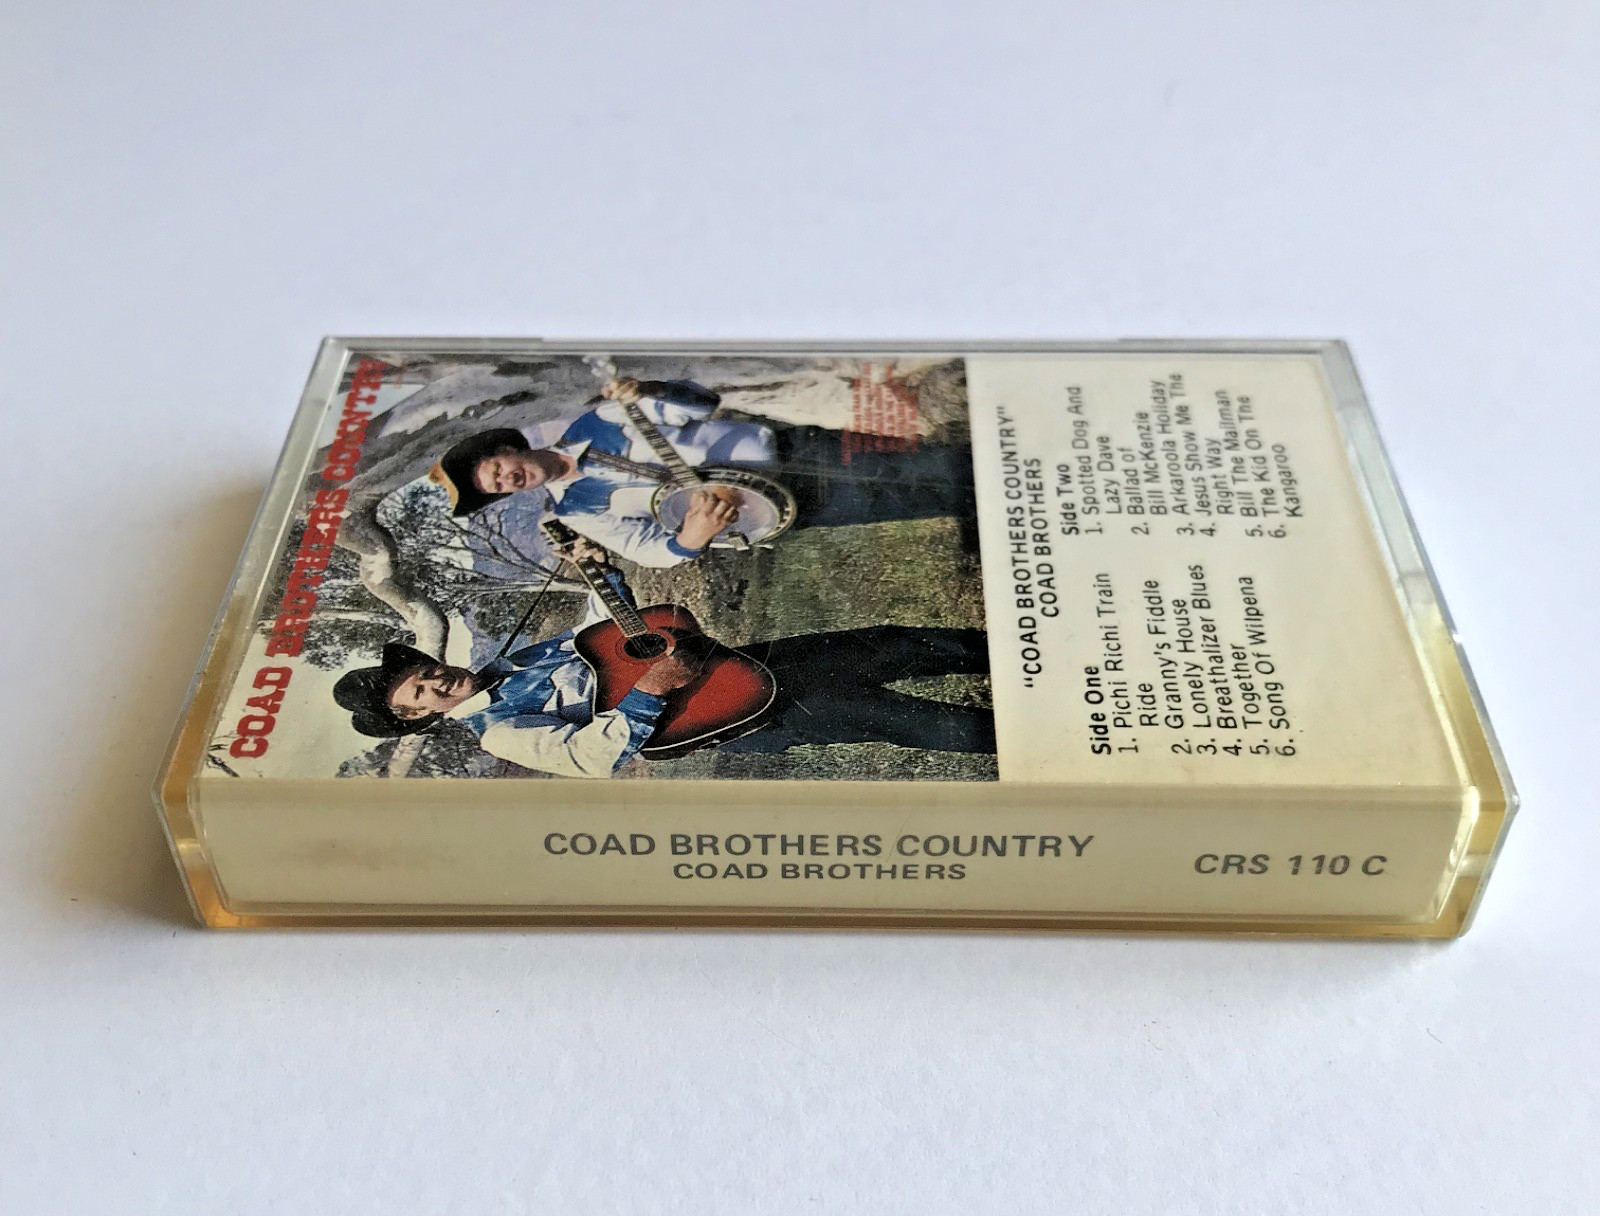 COAD BROTHERS COUNTRY
"COAD BROTHERS COUNTRY"
COAD BROTHERS
Side One
1. Pichi Richi Train
Ride
2. Granny's Fiddle
3. Lonely House
4. Breathalizer Blues
5. Together
6. Song Of Wilpena
Side Two
1. Spotted Dog And
Lazy Dave
2. Ballad of
Bill McKenzie
3. Arkaroola Holiday
4. Jesus Show Me The
Right Way
5. Bill The Mailman
6. The Kid On The
Kangaroo
COAD BROTHERS COUNTRY
COAD BROTHERS
CRS 110 C